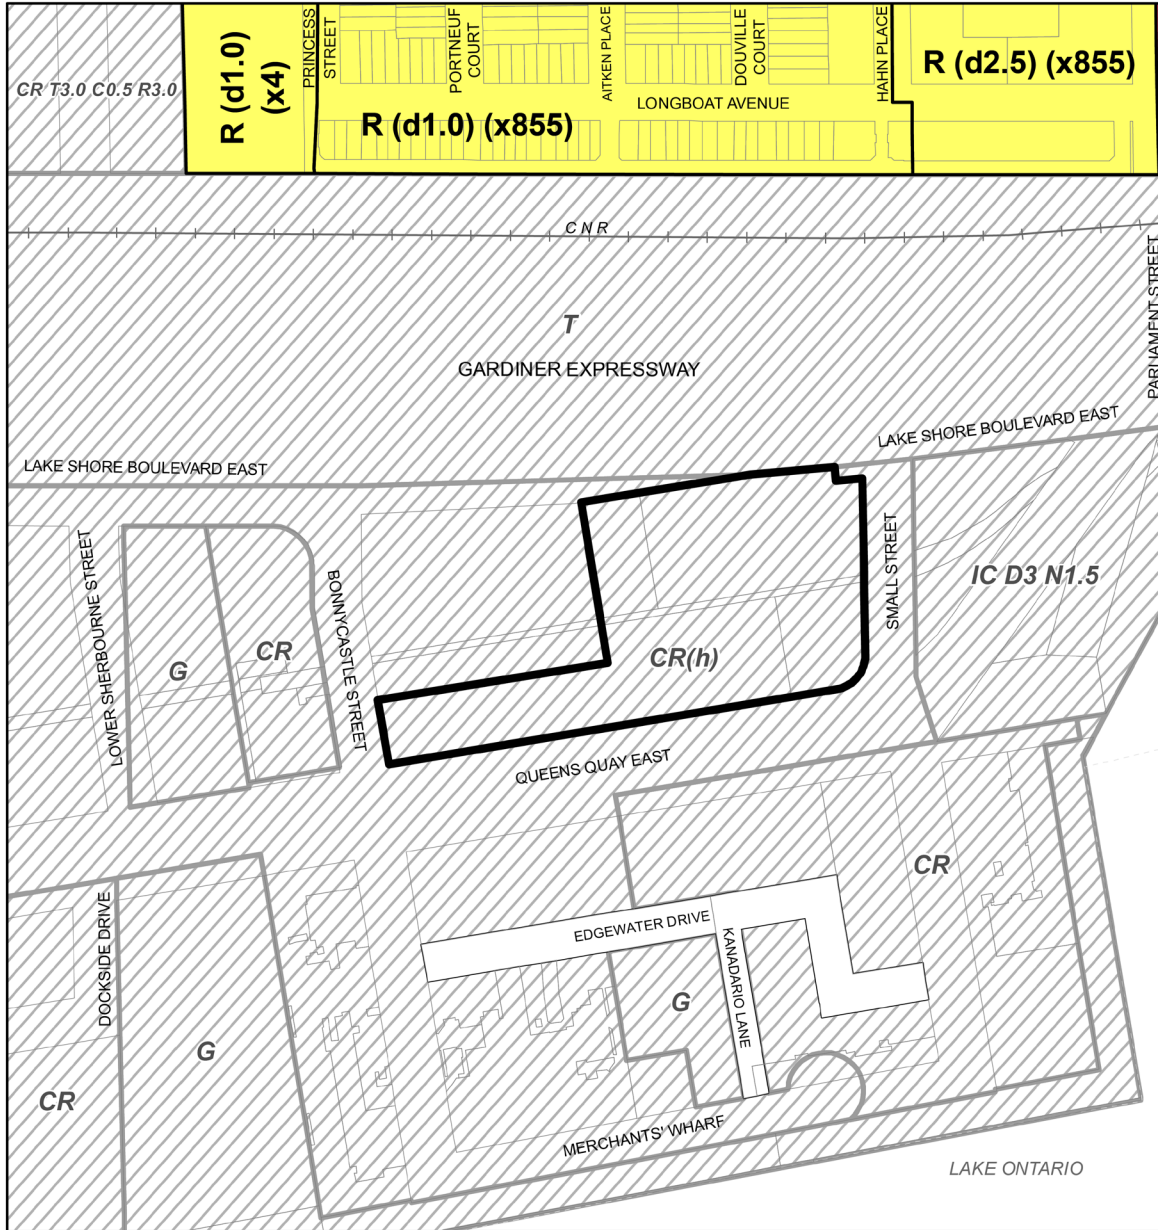 PRINCESS
STREET
PORTNEUF
COURT
AITKEN PLACE
DOUVILLE
COURT
HAHN PLACE
R (d1.0)
(x4)
R (d2.5) (x855)
CR T3.0 C0.5 R3.0
LONGBOAT AVENUE
R (d1.0) (x855)
CNR
PARLIAMENT STREET
T
GARDINER EXPRESSWAY
LAKE SHORE BOULEVARD EAST
LAKE SHORE BOULEVARD EAST
LOWER SHERBOURNE STREET
BONNYCASTLE STREET
SMALL STREET
IC D3 N1.5
CR
G
CR(h)
QUEENS QUAY EAST
CR
DOCKSIDE DRIVE
EDGEWATER DRIVE
KANADARIO LANE
G
G
CR
MERCHANTS' WHARF
LAKE ONTARIO